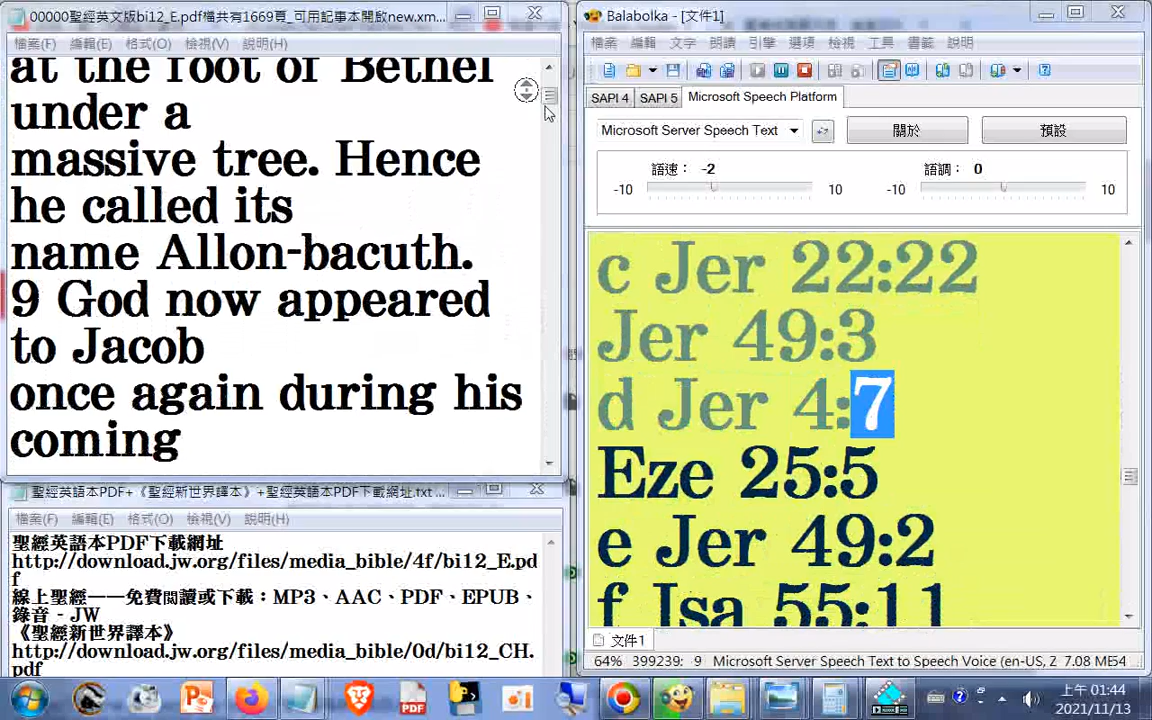 00000聖經英文版bi12_E.pdf檔共有1669頁_可用記事本開啟new.xm...
檔案(F) 編輯(E) 格式(O) 檢視(V) 說明(H)
at the root of Bethel
under a
massive tree. Hence
he called its
name Allon-bacuth.
9 God now appeared
to Jacob
once again during his
coming
聖經英語本PDF+《聖經新世界譯本》+聖經英語本PDF下載網址.txt ...
檔案(F) 編輯(E) 格式(O) 檢視(V) 說明(H)
聖經英語本PDF下載網址
http://download.jw.org/files/media_bible/4f/bi12_E.pd
f
線上聖經——免費閱讀或下載：MP3、AAC、PDF、EPUB、
錄音 - JW
《聖經新世界譯本》
http://download.jw.org/files/media_bible/0d/bi12_CH.
pdf
Balabolka - [文件1]
檔案 編輯 文字 朗讀 引擎 選項 檢視 工具 書籤 說明
SAPI 4 SAPI 5 Microsoft Speech Platform
Microsoft Server Speech Text
關於
預設
語速： -2
語調： 0
-10 10 -10 10
c Jer 22:22
Jer 49:3
d Jer 4:7
Eze 25:5
e Jer 49:2
f Isa 55:11
文件1
64% 399239: 9 Microsoft Server Speech Text to Speech Voice (en-US, Z 7.08 ME54
上午 01:44
2021/11/13